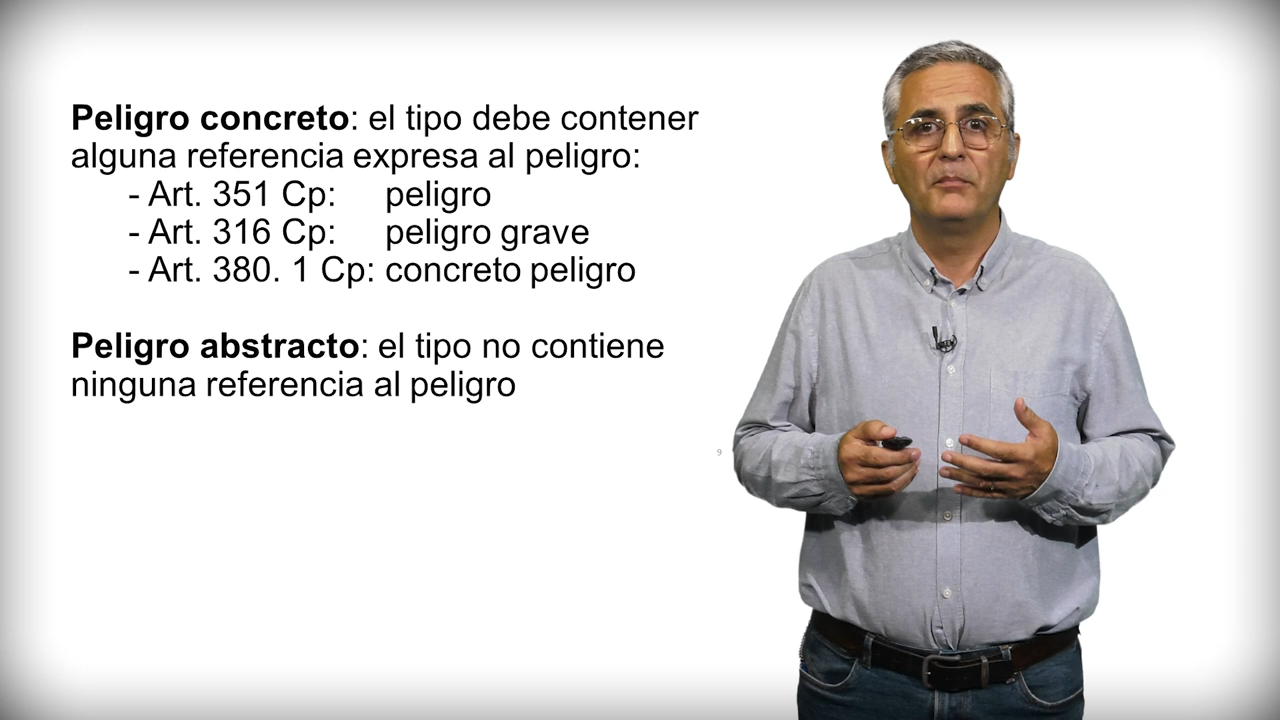 Peligro concreto: el tipo debe contener
alguna referencia expresa al peligro:
- Art. 351 Cp: peligro
- Art. 316 Cp: peligro grave
- Art. 380. 1 Cp: concreto peligro
Peligro abstracto: el tipo no contiene
ninguna referencia al peligro
9